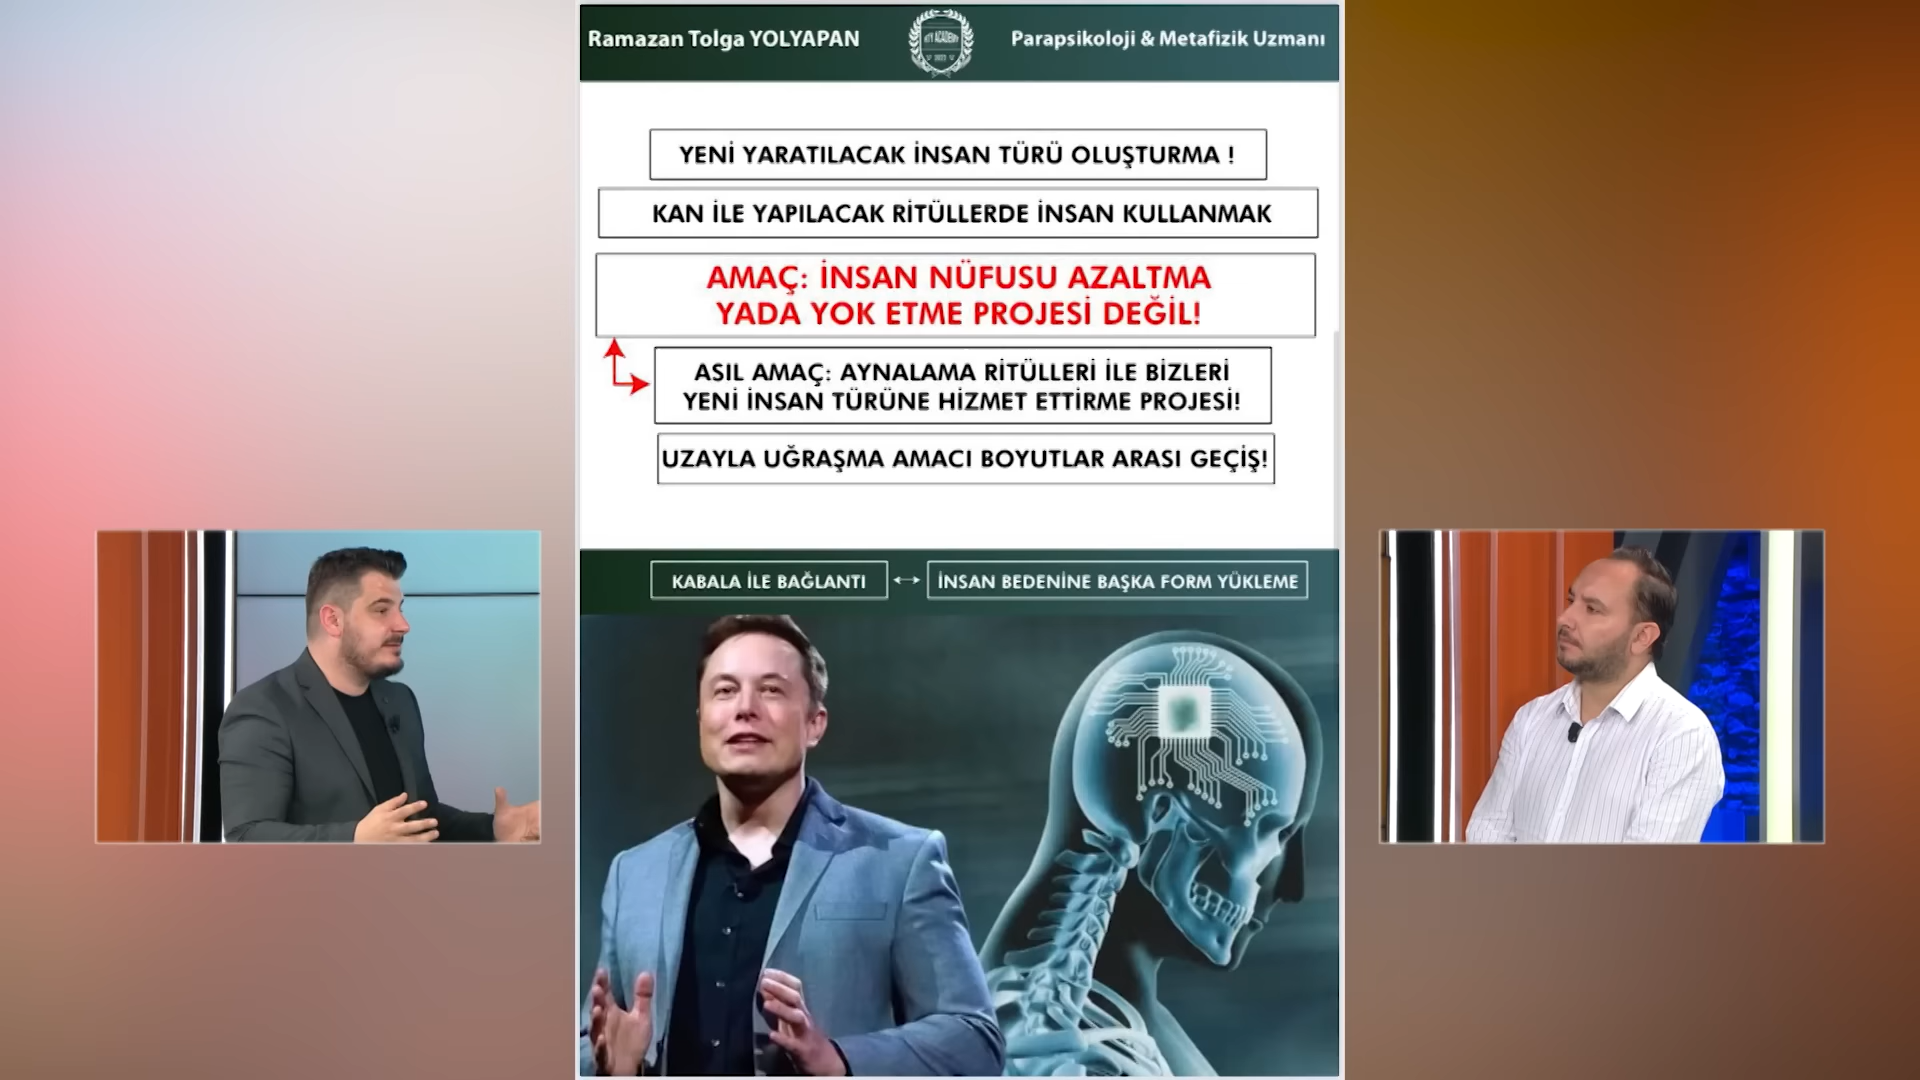 Ramazan Tolga YOLYAPAN
RTY ACADEMY
Parapsikoloji & Metafizik Uzmanı
YENİ YARATILACAK İNSAN TÜRÜ OLUŞTURMA !
KAN İLE YAPILACAK RİTÜLLERDE İNSAN KULLANMAK
AMAÇ: İNSAN NÜFUSU AZALTMA
YADA YOK ETME PROJESİ DEĞİL!
ASIL AMAÇ: AYNALAMA RİTÜLLERİ İLE BİZLERİ
YENİ İNSAN TÜRÜNE HİZMET ETTİRME PROJESİ!
UZAYLA UĞRAŞMA AMACI BOYUTLAR ARASI GEÇİŞ!
KABALA İLE BAĞLANTI
İNSAN BEDENİNE BAŞKA FORM YÜKLEME